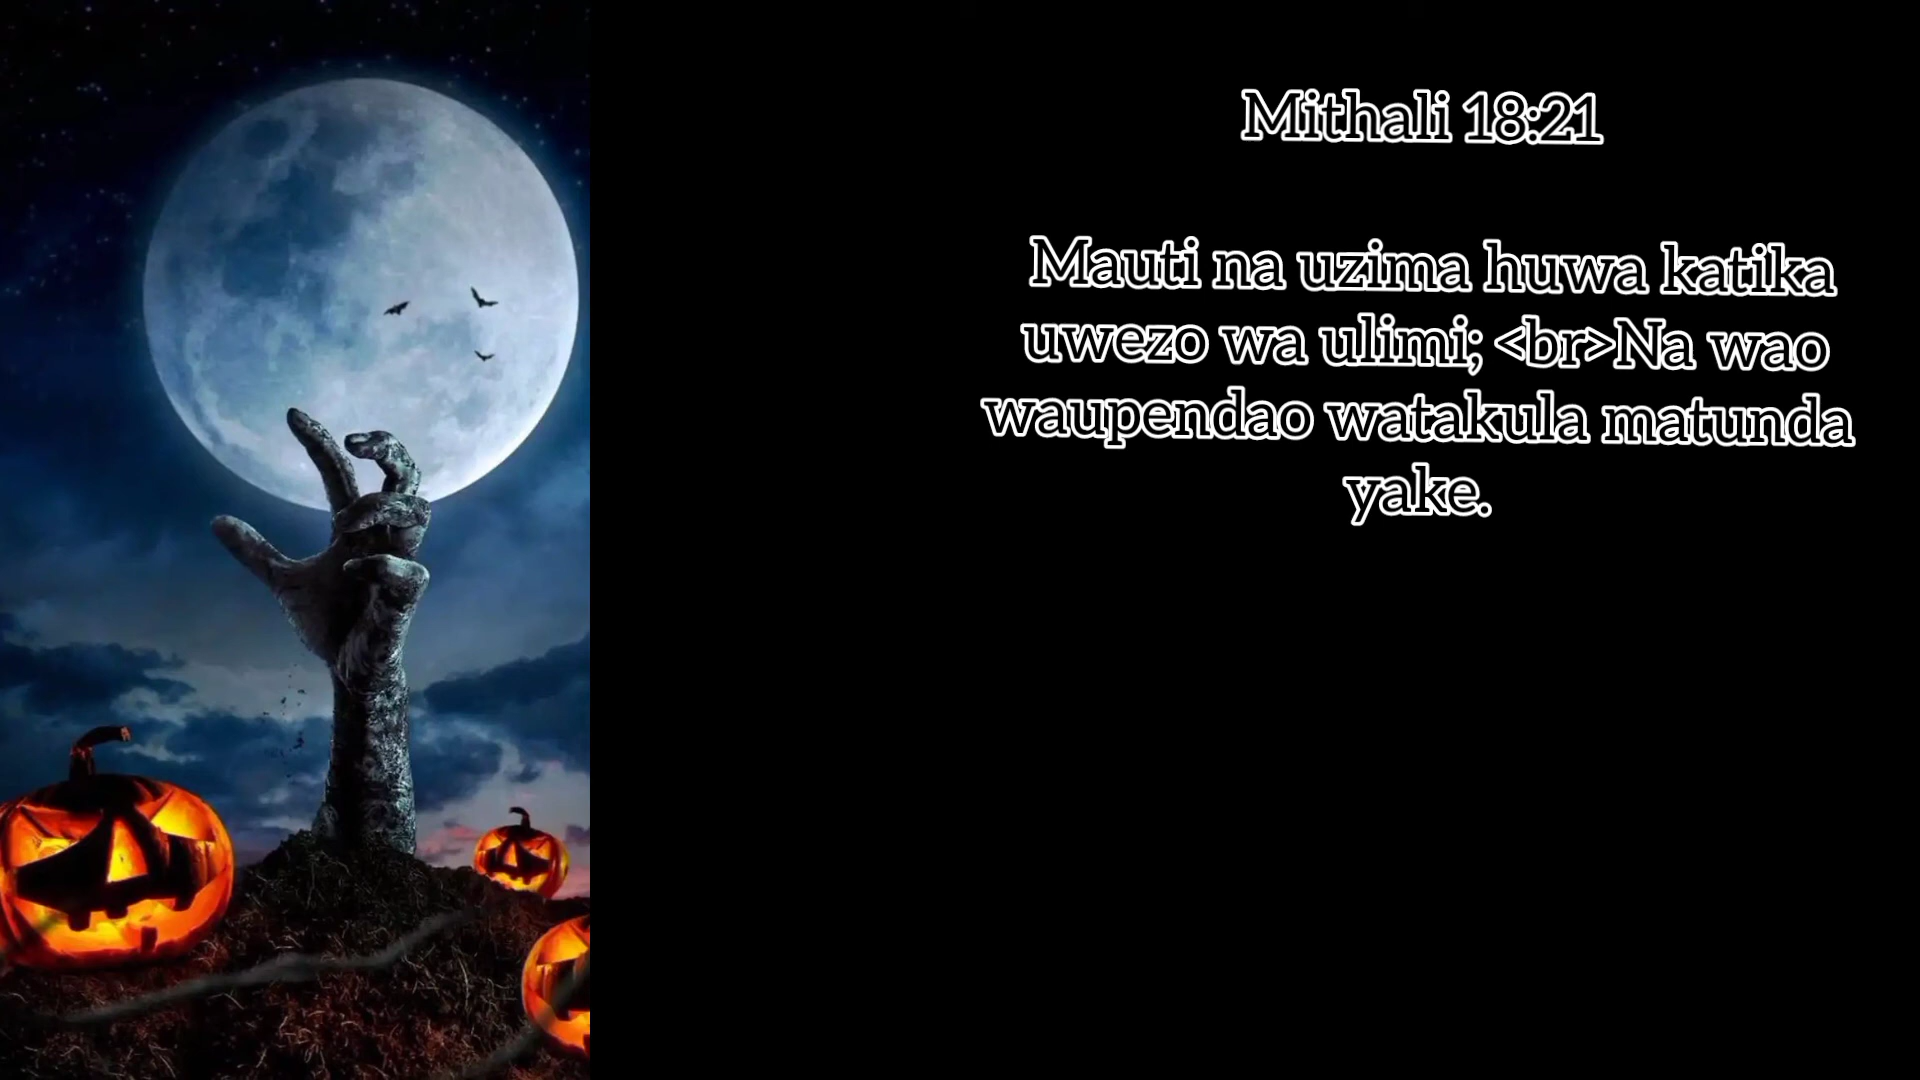 Mithali 18:21
Mauti na uzima huwa katika
uwezo wa ulimi; <br>Na wao
waupendao watakula matunda
yake.